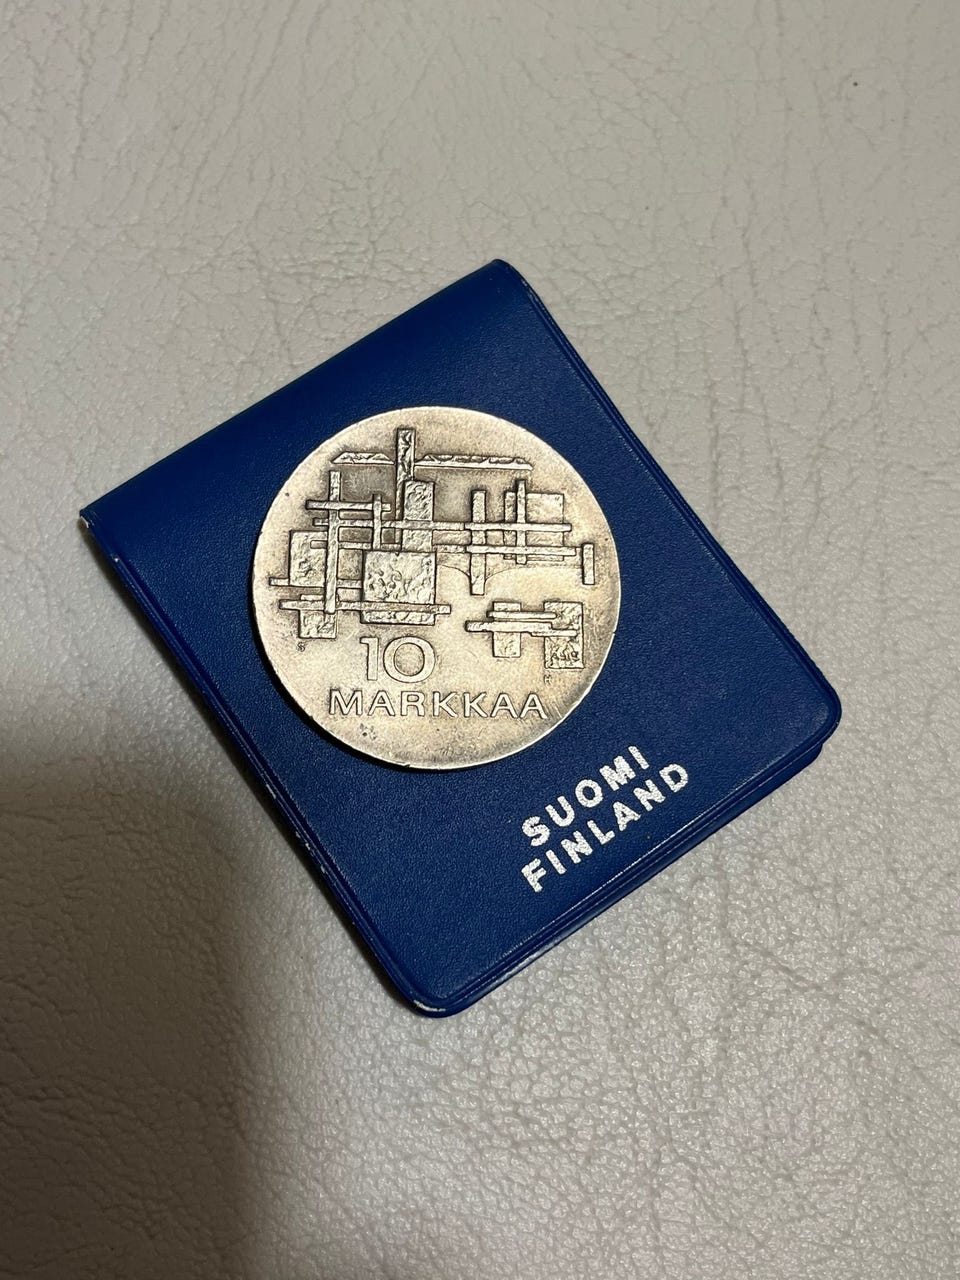 10
MARKKAA
S
H
SUOMI
FINLAND